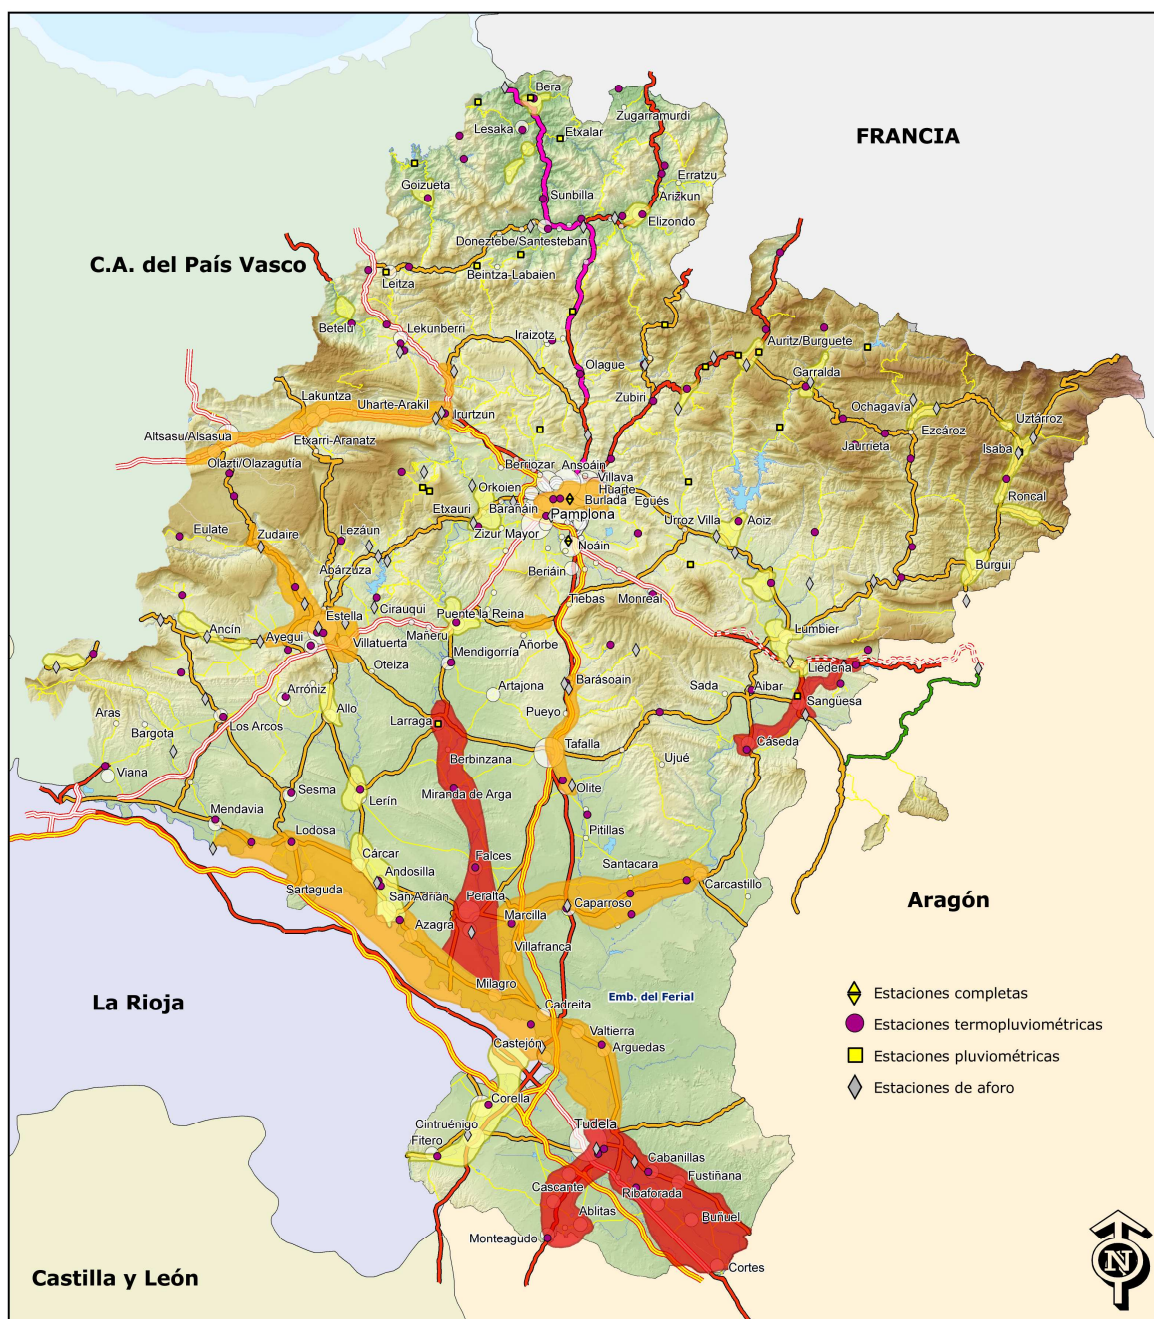 Bera
Zugarramurdi
Lesaka
Etxalar
FRANCIA
Erratzu
Goizueta
Sunbilla
Arizkun
Elizondo
Doneztebe/Santesteban
C.A. del País Vasco
Leitza
Beintza-Labaien
Betelu
Lekunberri
Iraizotz
Auritz/Burguete
Olague
Garralda
Lakuntza
Uharte-Arakil
Zubiri
Ochagavía
Irurtzun
Uztárroz
Altsasu/Alsasua
Etxarri-Aranatz
Ezcároz
Jaurrieta
Isaba
Olazti/Olazagutía
Berriozar
Ansoáin
Villava
Orkoien
Huarte
Roncal
Barañáin
Burlada
Egüés
Etxauri
Pamplona
Urroz Villa
Aoiz
Eulate
Zudaire
Lezáun
Zizur Mayor
Noáin
Abárzuza
Beriáin
Burgui
Tiebas
Monreal
Cirauqui
Estella
Puente la Reina
Ancín
Ayegui
Villatuerta
Mañeru
Añorbe
Lumbier
Oteiza
Mendigorría
Liédena
Barásoain
Arróniz
Artajona
Sada
Aibar
Sangüesa
Aras
Allo
Larraga
Pueyo
Bargota
Los Arcos
Tafalla
Cáseda
Berbinzana
Ujué
Viana
Sesma
Lerín
Miranda de Arga
Olite
Mendavia
Lodosa
Pitillas
Cárcar
Falces
Andosilla
Santacara
Sartaguda
San Adrián
Peralta
Carcastillo
Caparroso
Aragón
Azagra
Marcilla
Villafranca
Milagro
Estaciones completas
La Rioja
Emb. del Ferial
Cadreita
Estaciones termopluviométricas
Valtierra
Castejón
Arguedas
Estaciones pluviométricas
Estaciones de aforo
Corella
Cintruénigo
Tudela
Fitero
Cabanillas
Fustiñana
Cascante
Ribaforada
Ablitas
Buñuel
Monteagudo
Cortes
Castilla y León
N